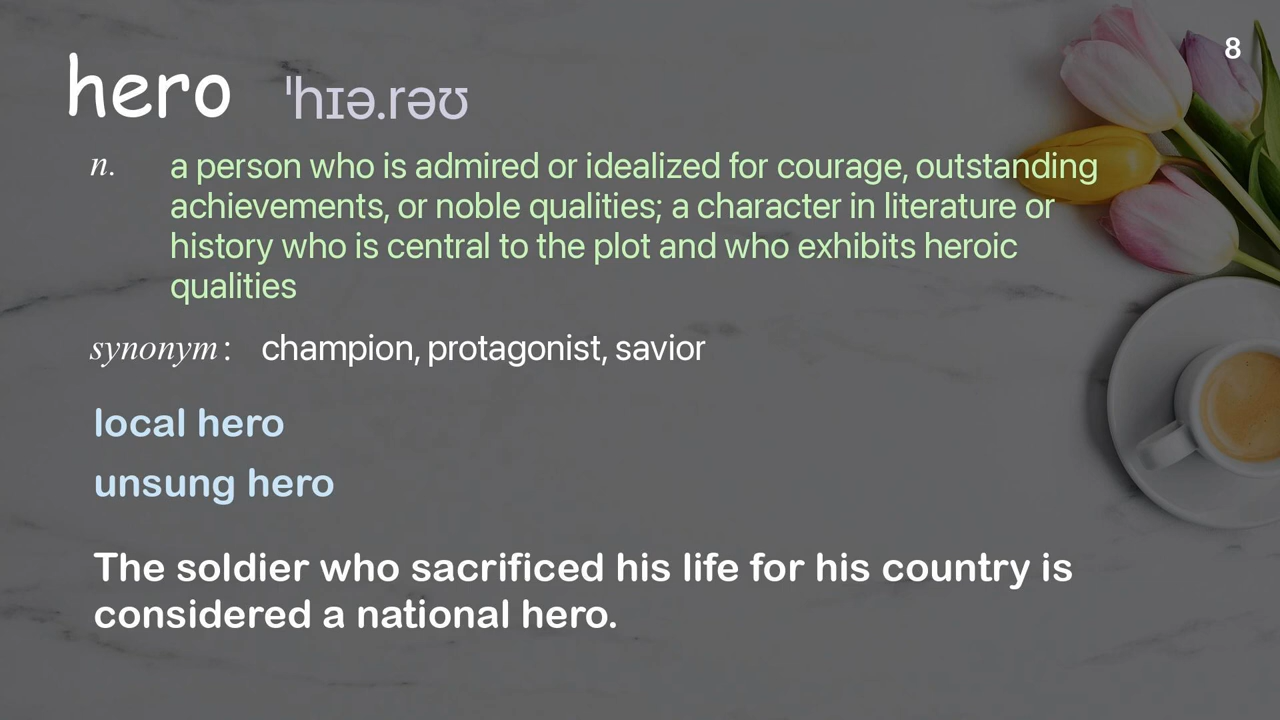 8
hero ˈhɪə.rəʊ
n. a person who is admired or idealized for courage, outstanding
achievements, or noble qualities; a character in literature or
history who is central to the plot and who exhibits heroic
qualities
synonym: champion, protagonist, savior
local hero
unsung hero
The soldier who sacrificed his life for his country is
considered a national hero.